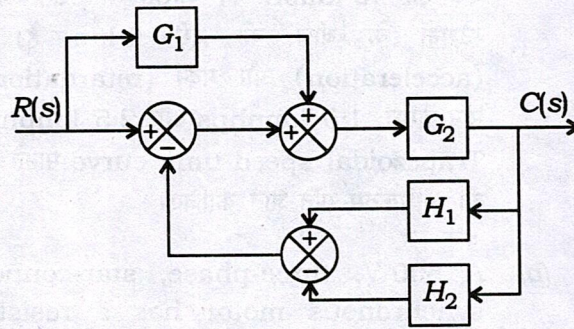 G₁
R(s)
C(s)
+
+
+
+
−
G₂
+
−
H₁
H₂